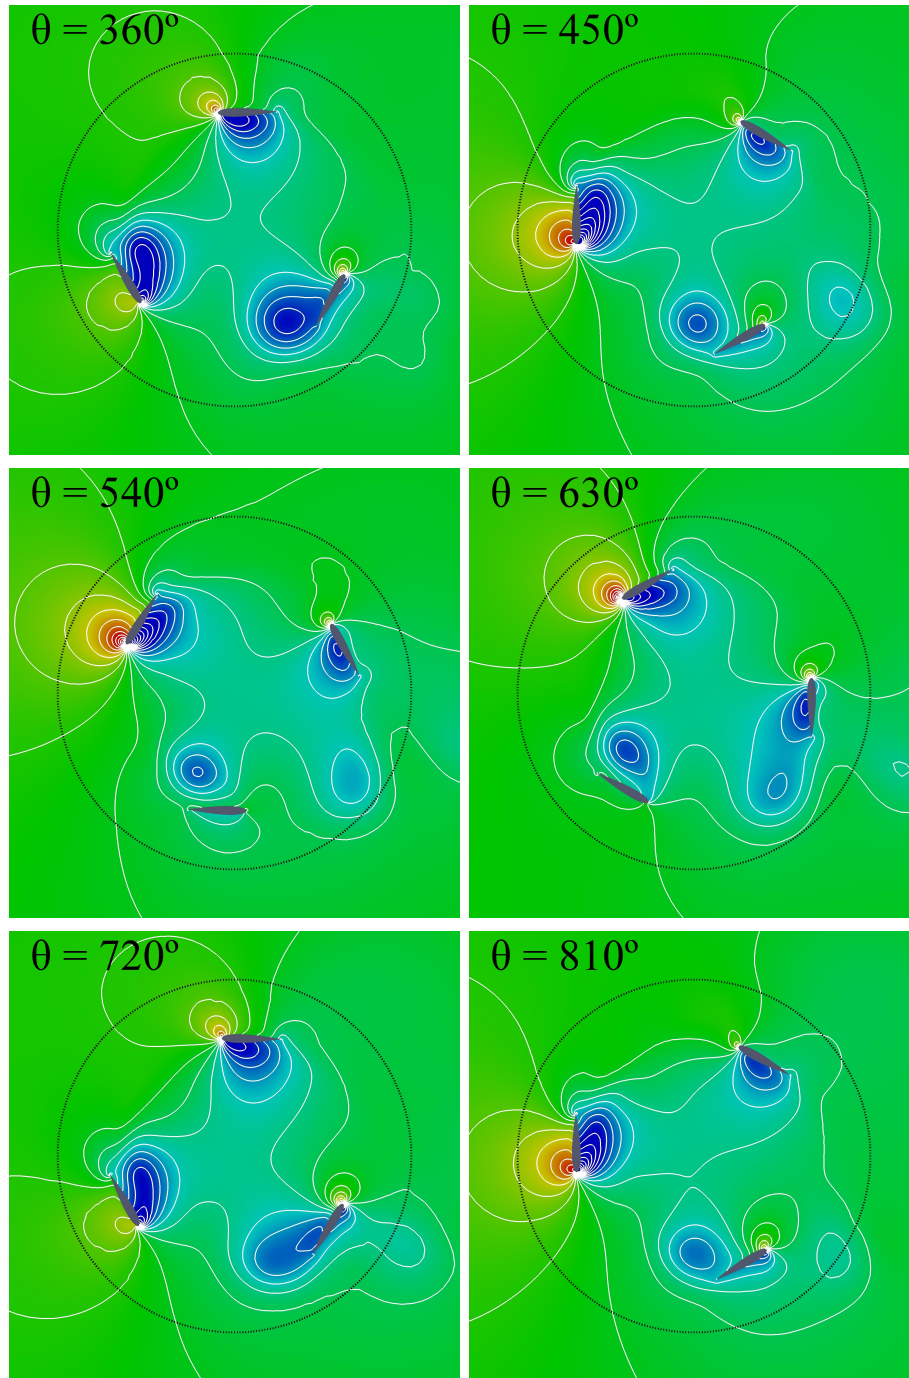 θ = 360º
θ = 450º
θ = 540º
θ = 630º
θ = 720º
θ = 810º